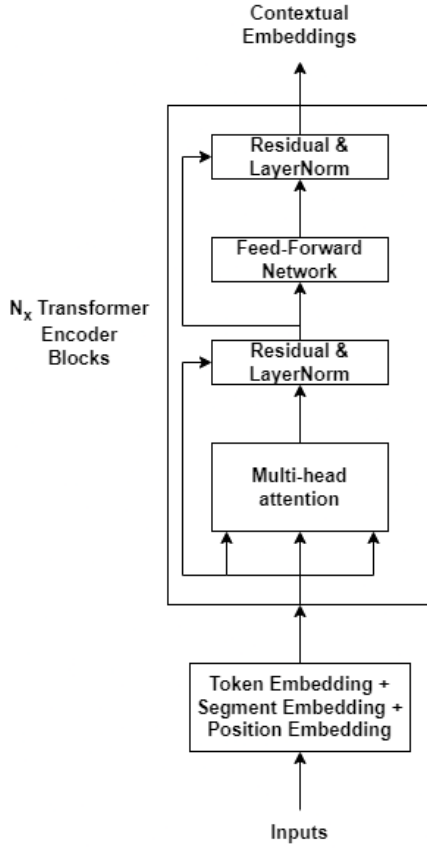 Contextual
Embeddings
Residual &
LayerNorm
Feed-Forward
Network
N_x Transformer
Encoder
Blocks
Residual &
LayerNorm
Multi-head
attention
Token Embedding +
Segment Embedding +
Position Embedding
Inputs